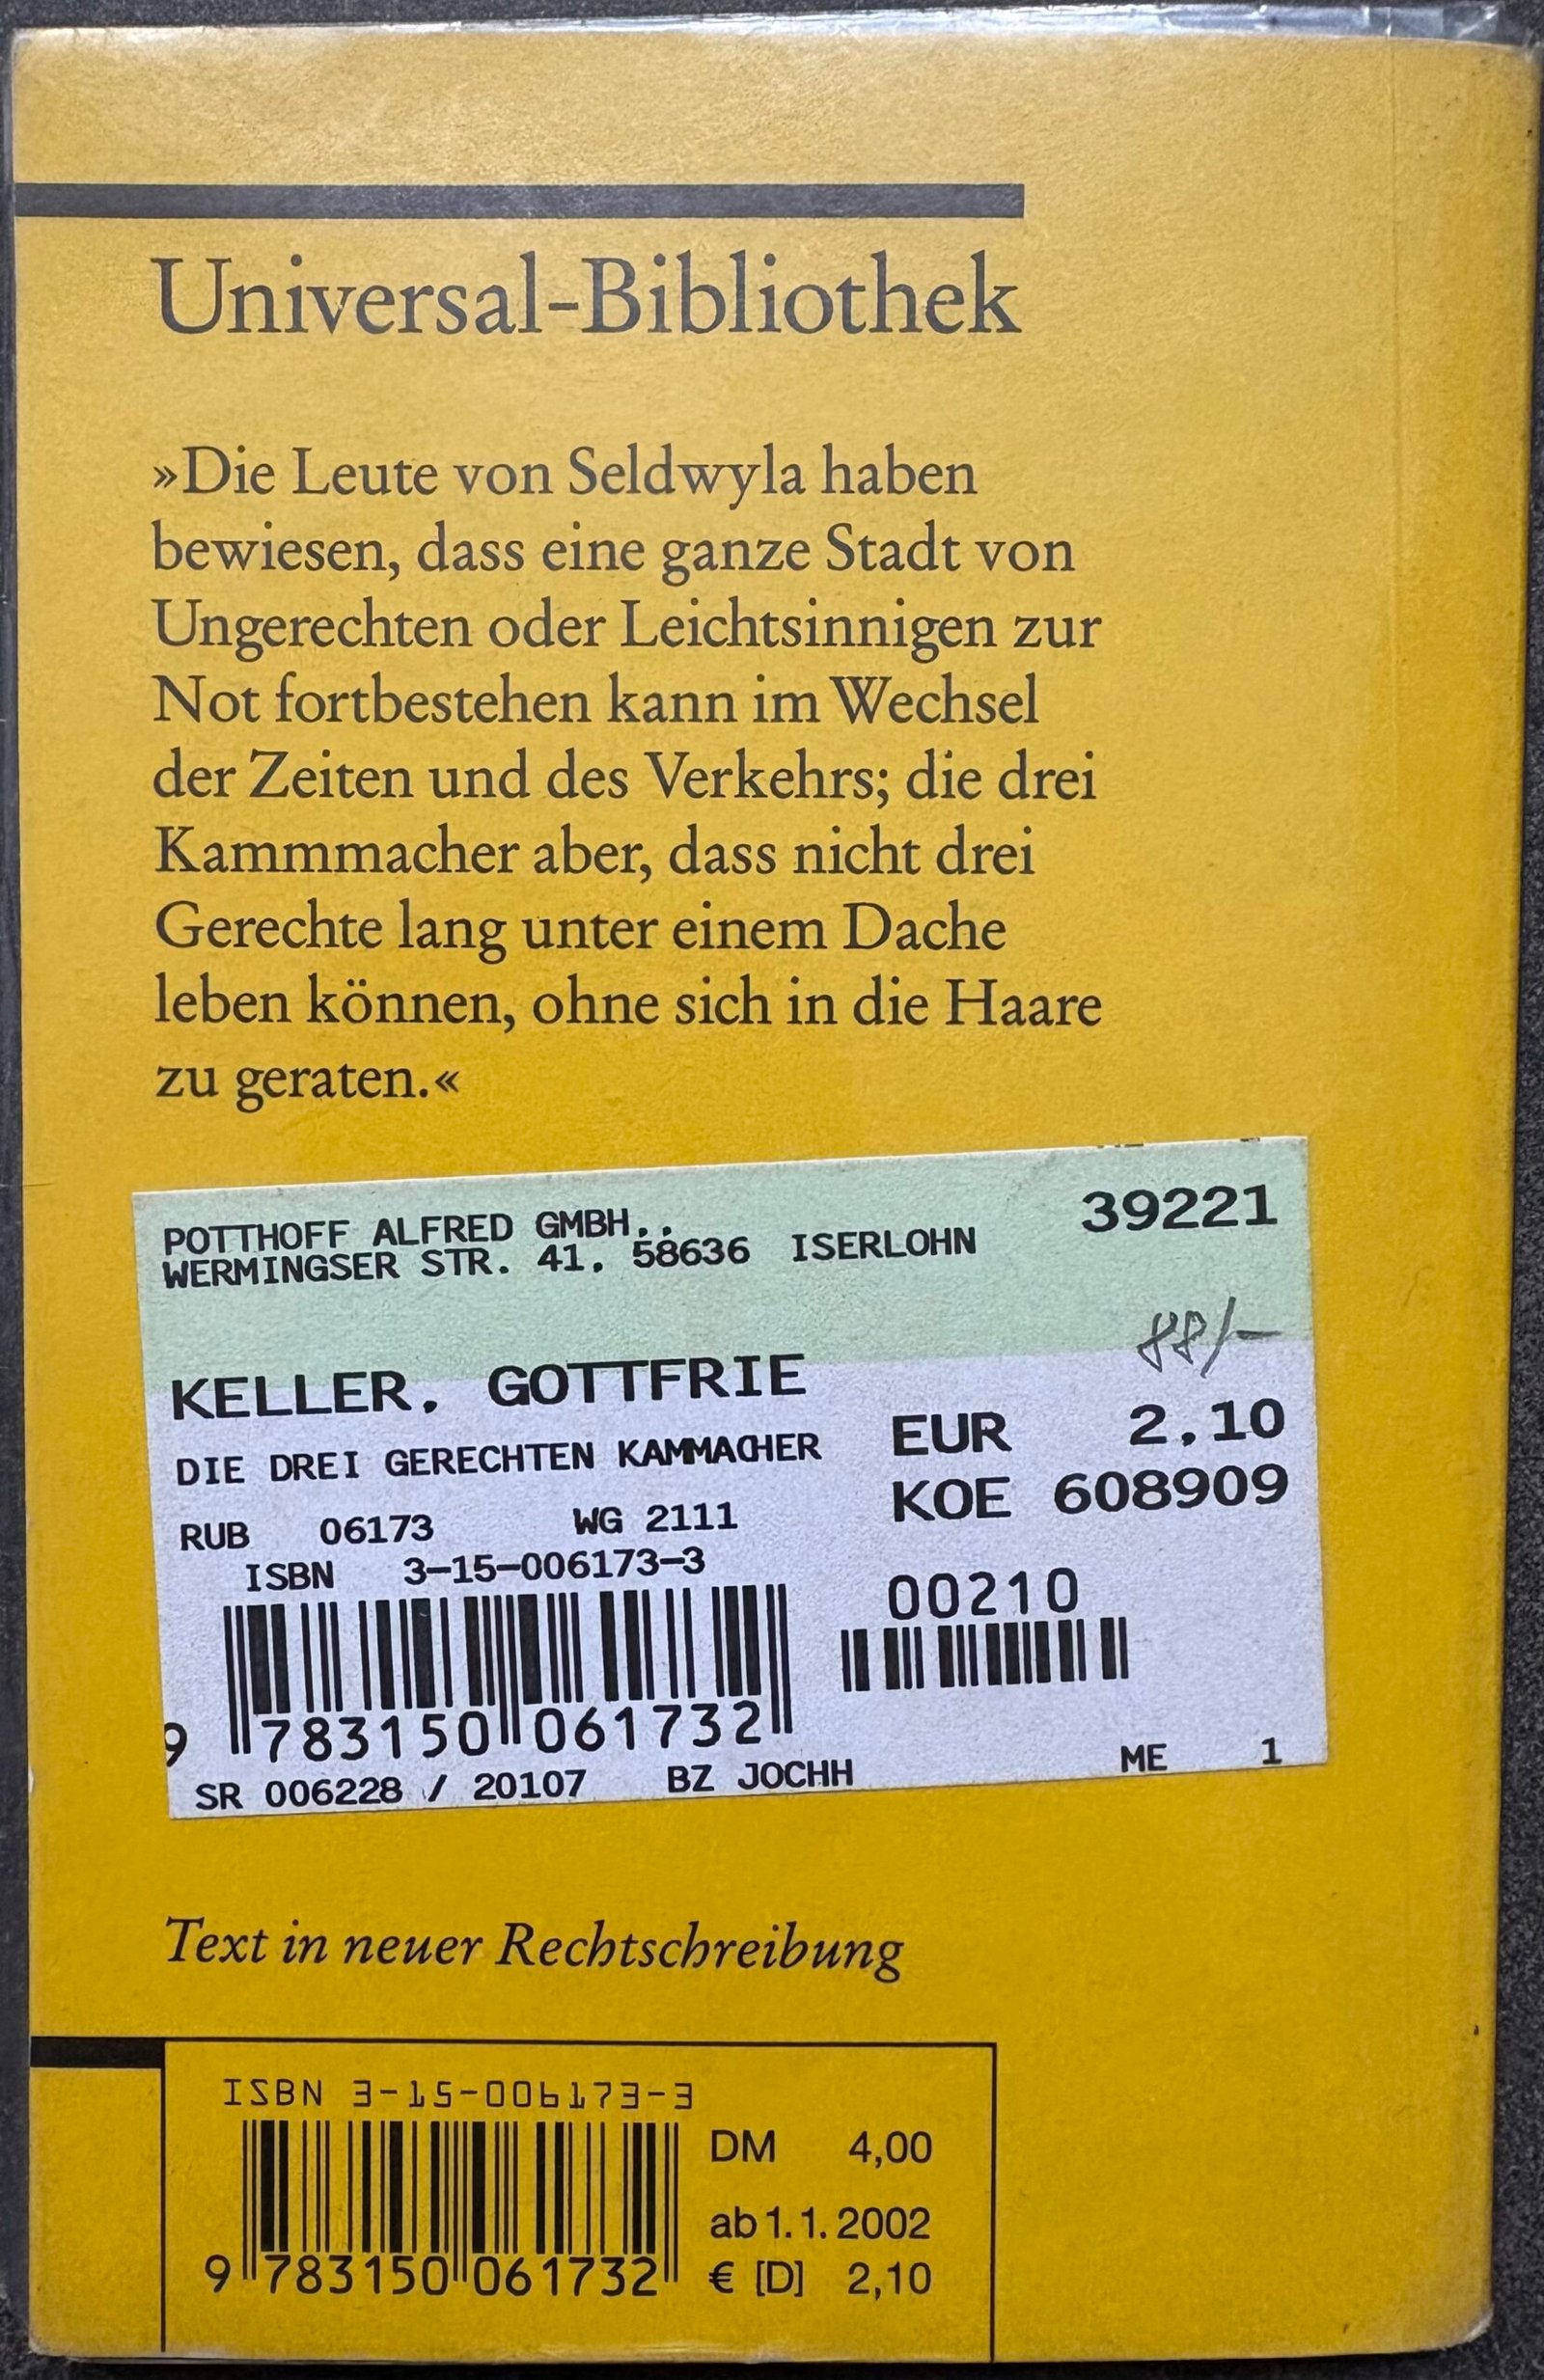 Universal-Bibliothek
»Die Leute von Seldwyla haben
bewiesen, dass eine ganze Stadt von
Ungerechten oder Leichtsinnigen zur
Not fortbestehen kann im Wechsel
der Zeiten und des Verkehrs; die drei
Kammmacher aber, dass nicht drei
Gerechte lang unter einem Dache
leben können, ohne sich in die Haare
zu geraten.«
POTTHOFF ALFRED GMBH,, 39221
WERMINGSER STR. 41, 58636 ISERLOHN
88/-
KELLER, GOTTFRIE
DIE DREI GERECHTEN KAMMACHER EUR 2,10
RUB 06173 WG 2111 KOE 608909
ISBN 3-15-006173-3
00210
9 783150 061732
SR 006228 / 20107 BZ JOCHH ME 1
Text in neuer Rechtschreibung
ISBN 3-15-006173-3
DM 4,00
ab 1. 1. 2002
9 783150 061732 € [D] 2,10